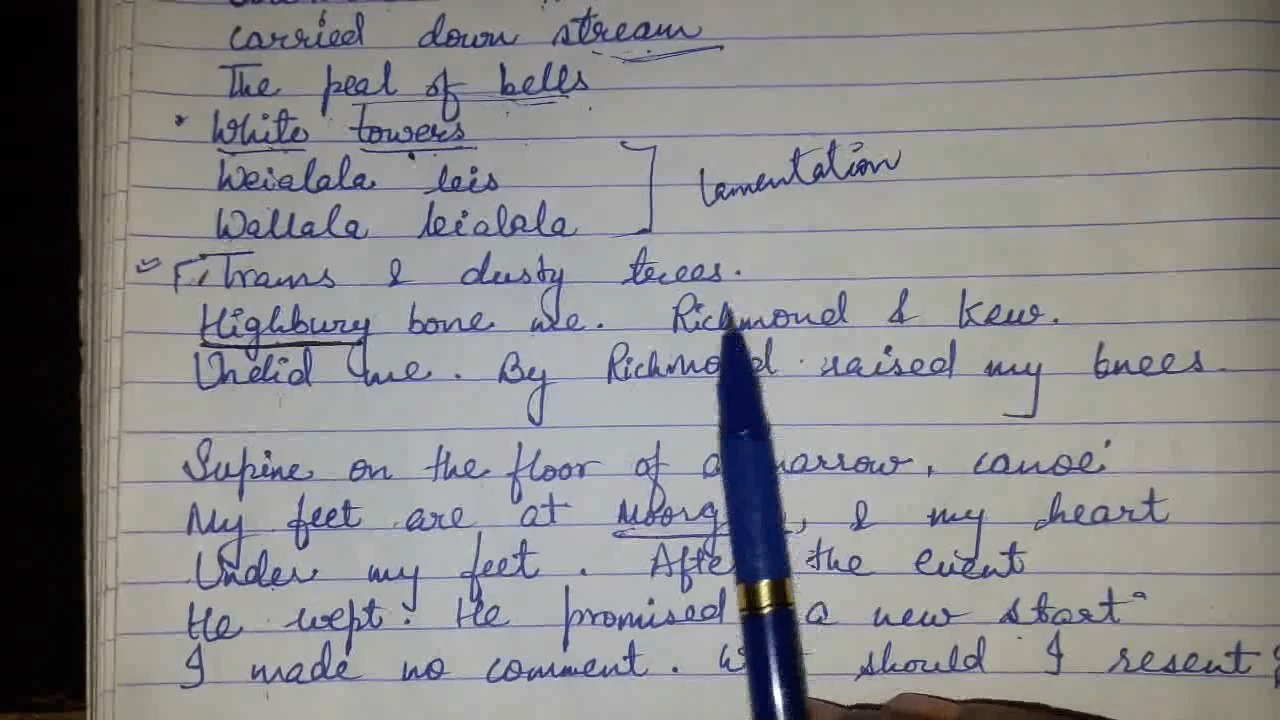 carried down stream
The peal of bells
* White towers
Weialala leis
Wallala leialala
lamentation
Trams & dusty trees.
Highbury bone me. Richmond & Kew.
Undid me. By Richmond raised my knees.
Supine on the floor of a narrow, canoe.
My feet are at Moorg , & my heart
Under my feet. After the event
He wept. He promised a new start
I made no comment. should I resent